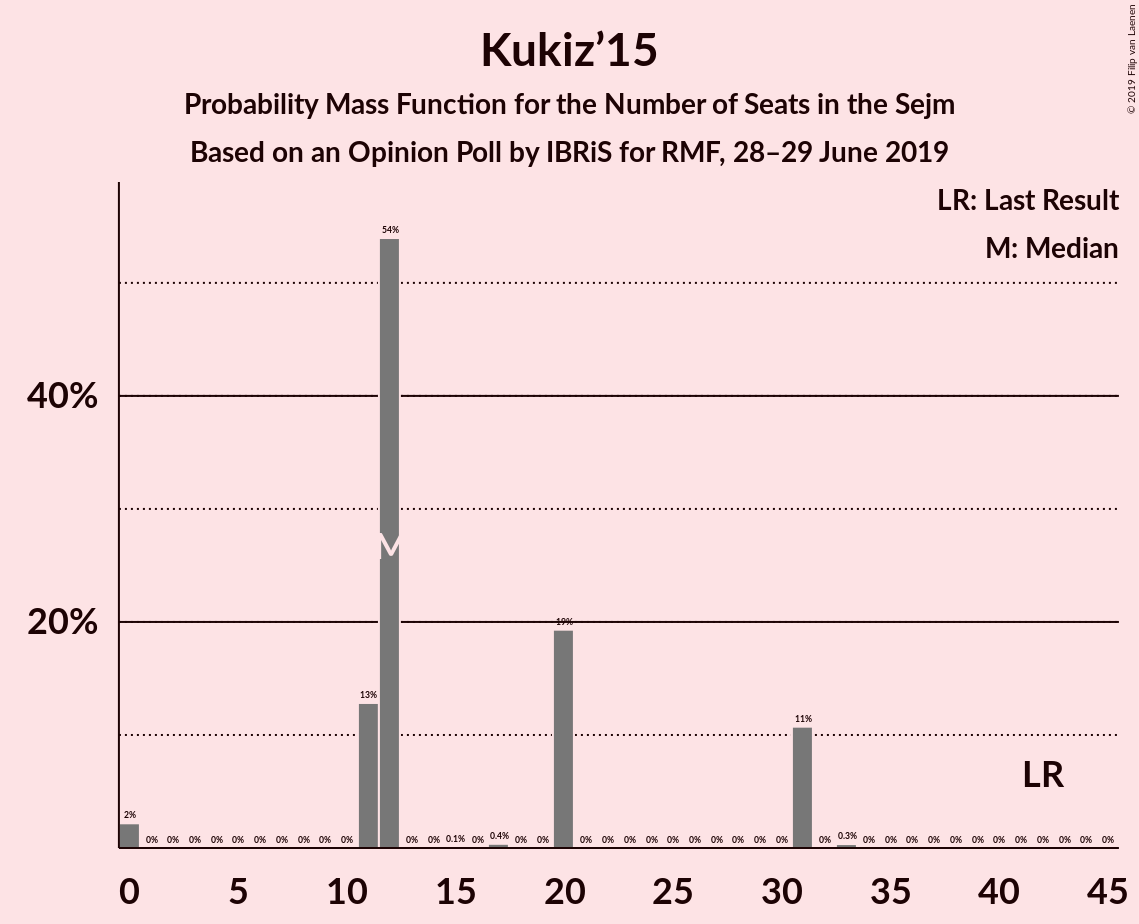 Kukiz’15
Probability Mass Function for the Number of Seats in the Sejm
Based on an Opinion Poll by IBRiS for RMF, 28–29 June 2019
© 2019 Filip van Laenen
LR: Last Result
M: Median
40%
20%
54%
M
19%
13%
11%
LR
2% 0% 0% 0% 0% 0% 0% 0% 0% 0% 0% 0% 0% 0.1% 0% 0.4% 0% 0% 0% 0% 0% 0% 0% 0% 0% 0% 0% 0% 0% 0.3% 0% 0% 0% 0% 0% 0% 0% 0% 0% 0% 0% 0%
0 5 10 15 20 25 30 35 40 45